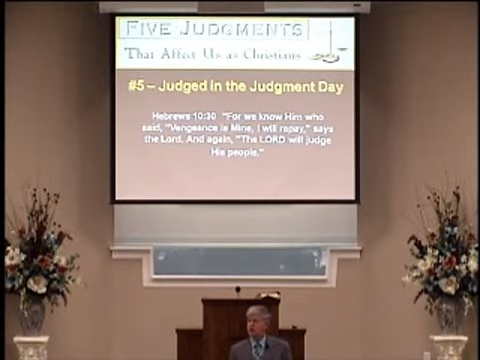 FIVE JUDGMENTS
That Affect Us as Christians
#5 – Judged in the Judgment Day
Hebrews 10:30 "For we know Him who
said, "Vengeance is Mine, I will repay," says
the Lord. And again, "The LORD will judge
His people."